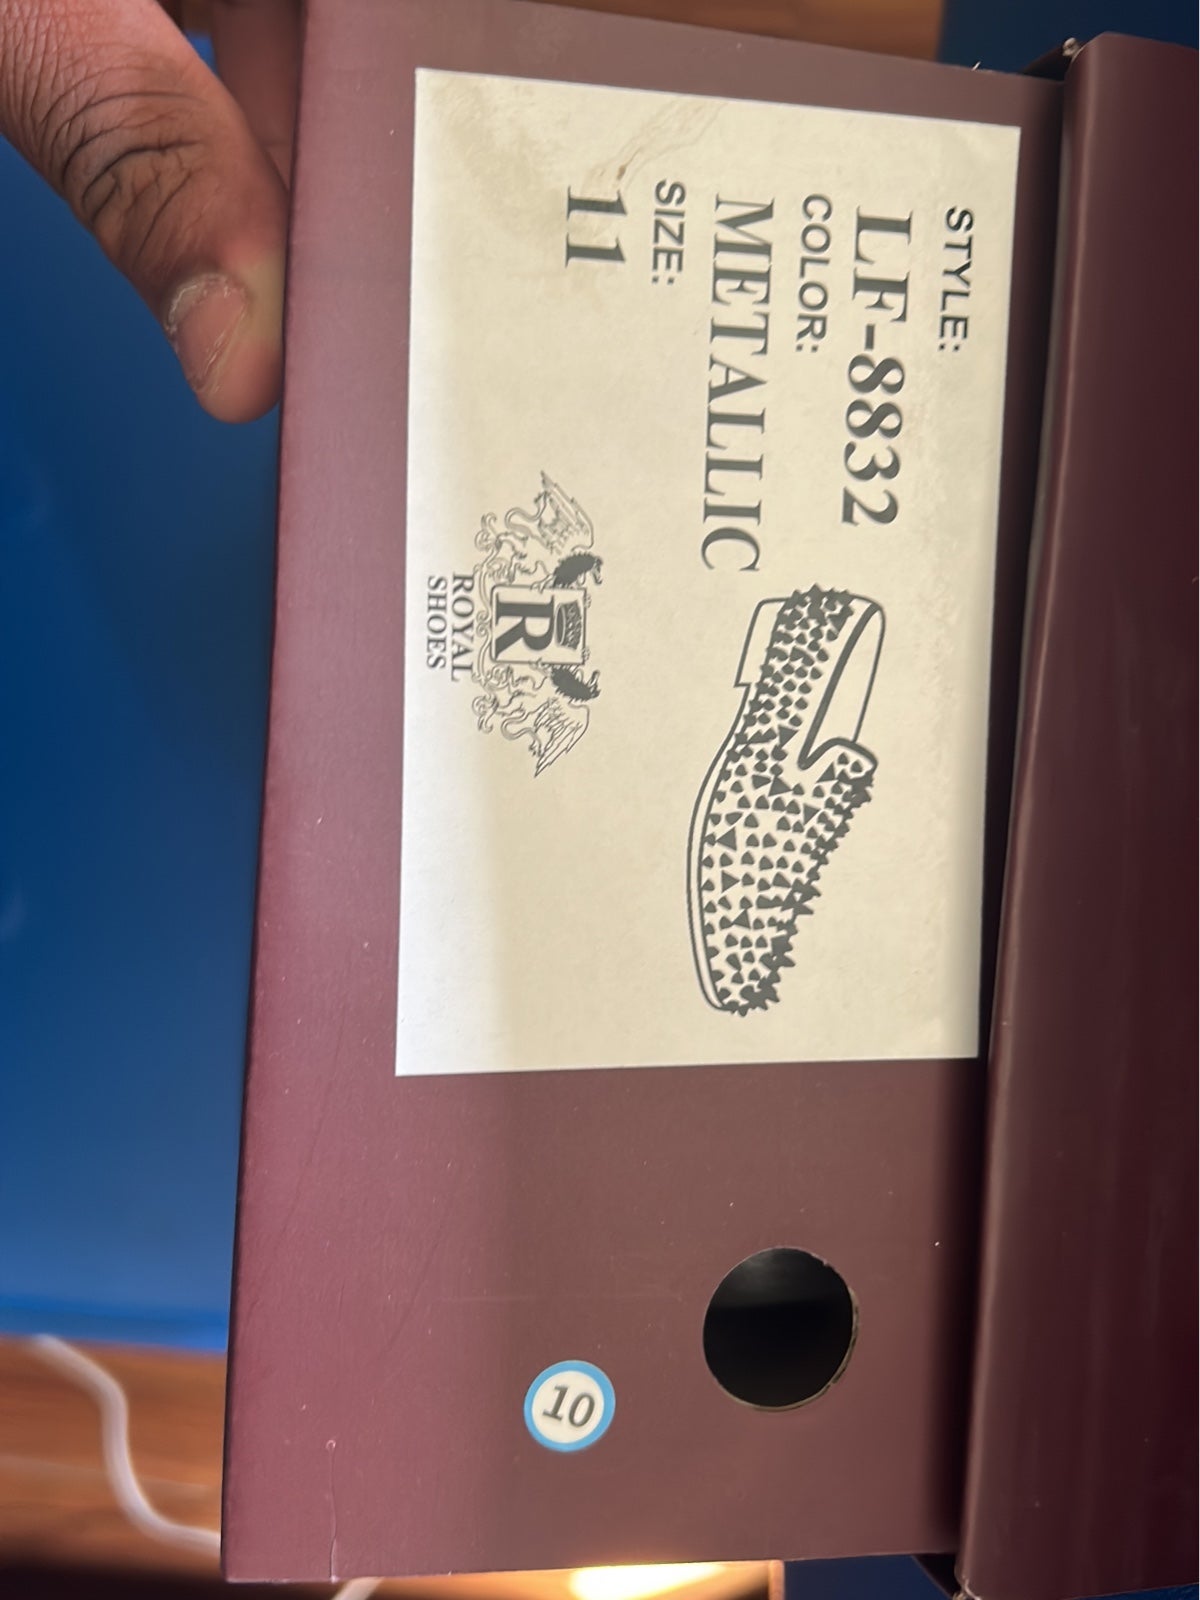 STYLE:
LF-8832
COLOR:
METALLIC
SIZE:
11
R
ROYAL
SHOES
10